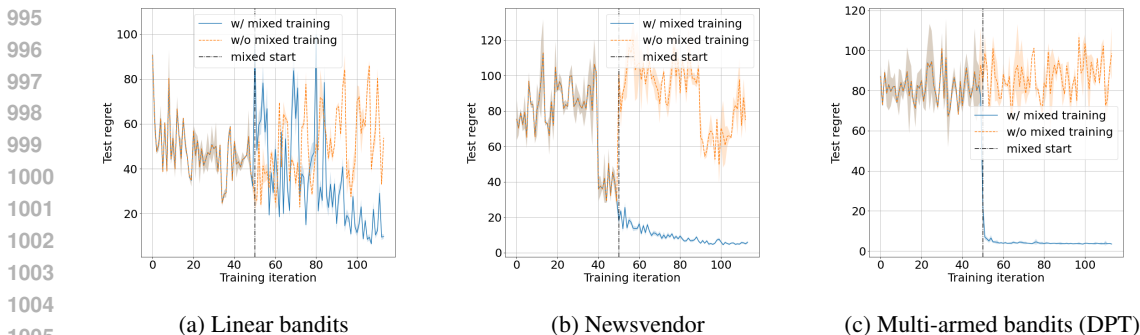 995
996
997
998
999
1000
1001
1002
1003
1004
100
80
60
40
20
0
20
40
60
80
100
Test regret
Training iteration
w/ mixed training
w/o mixed training
mixed start
(a) Linear bandits
120
100
80
60
40
20
0
0
20
40
60
80
100
Test regret
Training iteration
w/ mixed training
w/o mixed training
mixed start
(b) Newsvendor
120
100
80
60
40
20
0
0
20
40
60
80
100
Test regret
Training iteration
w/ mixed training
w/o mixed training
mixed start
(c) Multi-armed bandits (DPT)